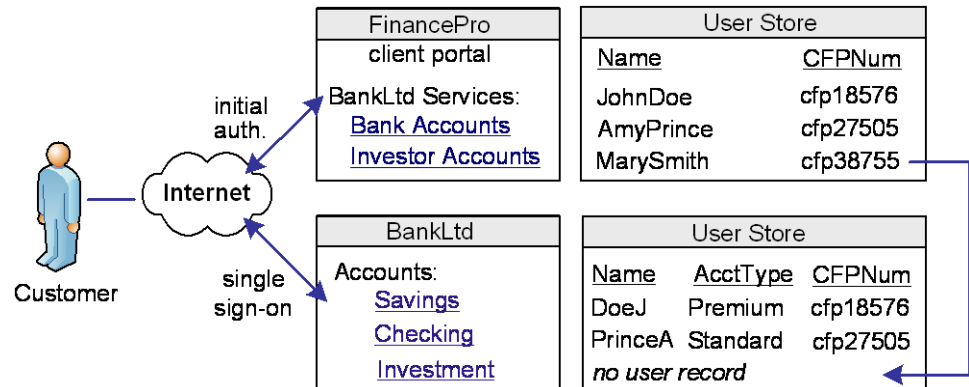 FinancePro
client portal
BankLtd Services:
Bank Accounts
Investor Accounts
User Store
Name CFPNum
JohnDoe cfp18576
AmyPrince cfp27505
MarySmith cfp38755
initial
auth.
Internet
Customer
single
sign-on
BankLtd
Accounts:
Savings
Checking
Investment
User Store
Name AcctType CFPNum
DoeJ Premium cfp18576
PrinceA Standard cfp27505
no user record